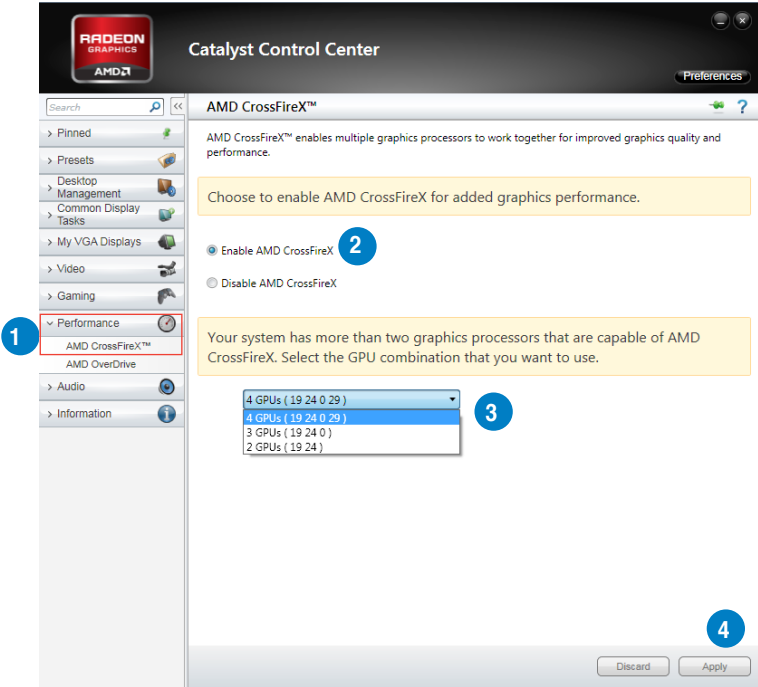 RADEON
GRAPHICS
AMD
Catalyst Control Center
Preferences
Search
AMD CrossFireX™
?
> Pinned
> Presets
> Desktop
Management
> Common Display
Tasks
> My VGA Displays
> Video
> Gaming
Performance
AMD CrossFireX™
AMD OverDrive
> Audio
> Information
1
AMD CrossFireX™ enables multiple graphics processors to work together for improved graphics quality and
performance.
Choose to enable AMD CrossFireX for added graphics performance.
Enable AMD CrossFireX
2
Disable AMD CrossFireX
Your system has more than two graphics processors that are capable of AMD
CrossFireX. Select the GPU combination that you want to use.
4 GPUs ( 19 24 0 29 )
4 GPUs ( 19 24 0 29 )
3 GPUs ( 19 24 0 )
2 GPUs ( 19 24 )
3
4
Discard
Apply